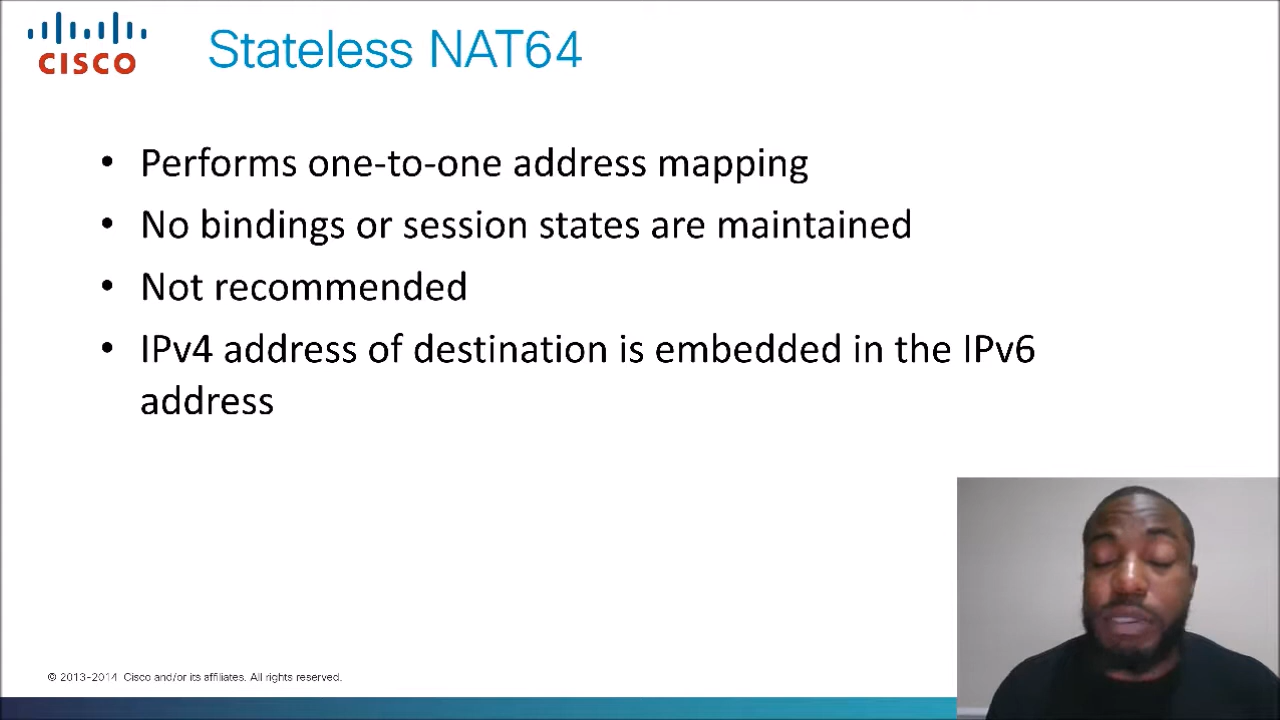 CISCO
Stateless NAT64
• Performs one-to-one address mapping
• No bindings or session states are maintained
• Not recommended
• IPv4 address of destination is embedded in the IPv6
address
© 2013-2014 Cisco and/or its affiliates. All rights reserved.